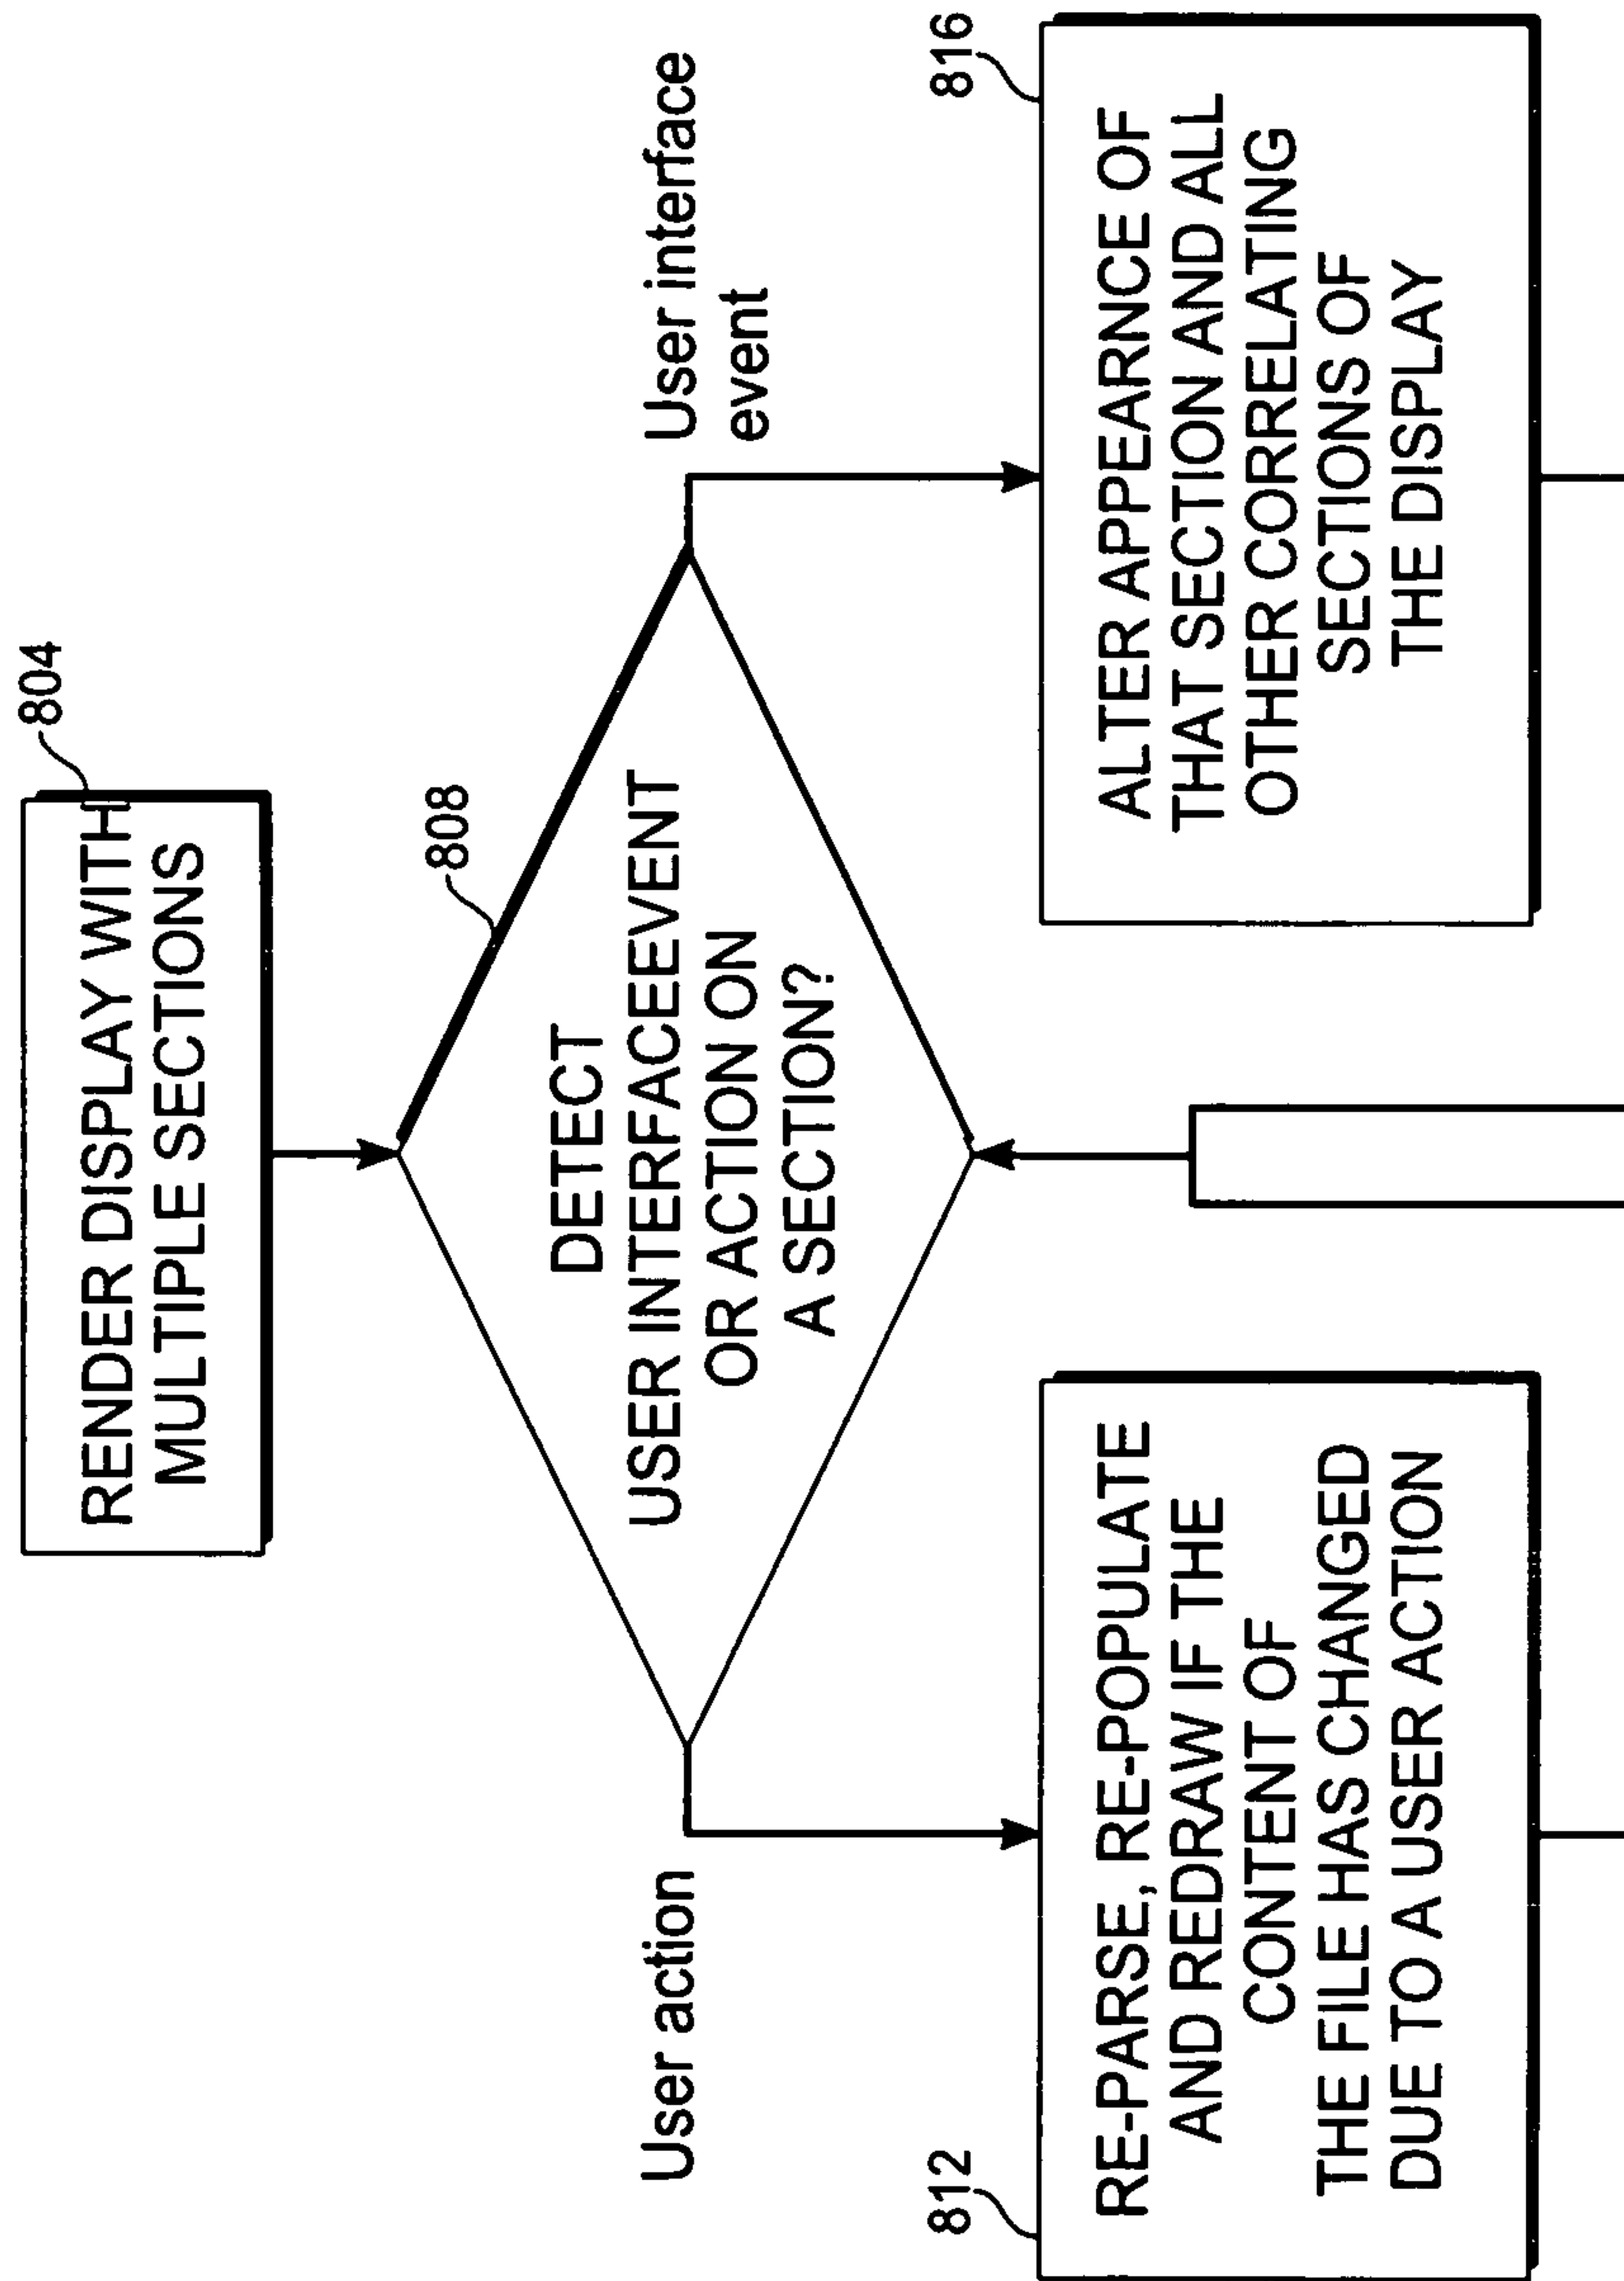 804
RENDER DISPLAY WITH
MULTIPLE SECTIONS
808
DETECT
USER INTERFACEEVENT
OR ACTION ON
A SECTION?
User action
User interface
event
812
RE-PARSE, RE-POPULATE
AND REDRAW IF THE
CONTENT OF
THE FILE HAS CHANGED
DUE TO A USER ACTION
816
ALTER APPEARNCE OF
THAT SECTION AND ALL
OTHER CORRELATING
SECTIONS OF
THE DISPLAY